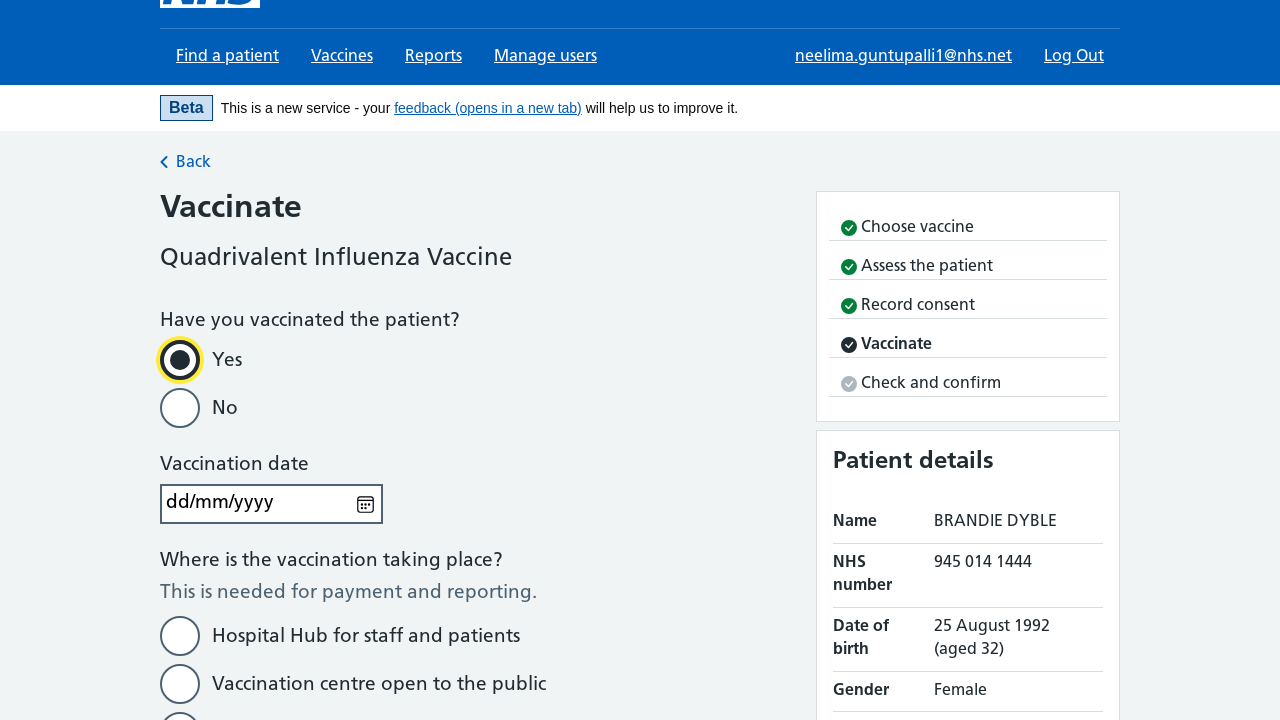 Find a patient
Vaccines
Reports
Manage users
neelima.guntupalli1@nhs.net
Log Out
Beta
This is a new service - your feedback (opens in a new tab) will help us to improve it.
Back
Vaccinate
Quadrivalent Influenza Vaccine
Have you vaccinated the patient?
Yes
No
Vaccination date
dd/mm/yyyy
Where is the vaccination taking place?
This is needed for payment and reporting.
Hospital Hub for staff and patients
Vaccination centre open to the public
Choose vaccine
Assess the patient
Record consent
Vaccinate
Check and confirm
Patient details
Name BRANDIE DYBLE
NHS 945 014 1444
number
Date of 25 August 1992
birth (aged 32)
Gender Female